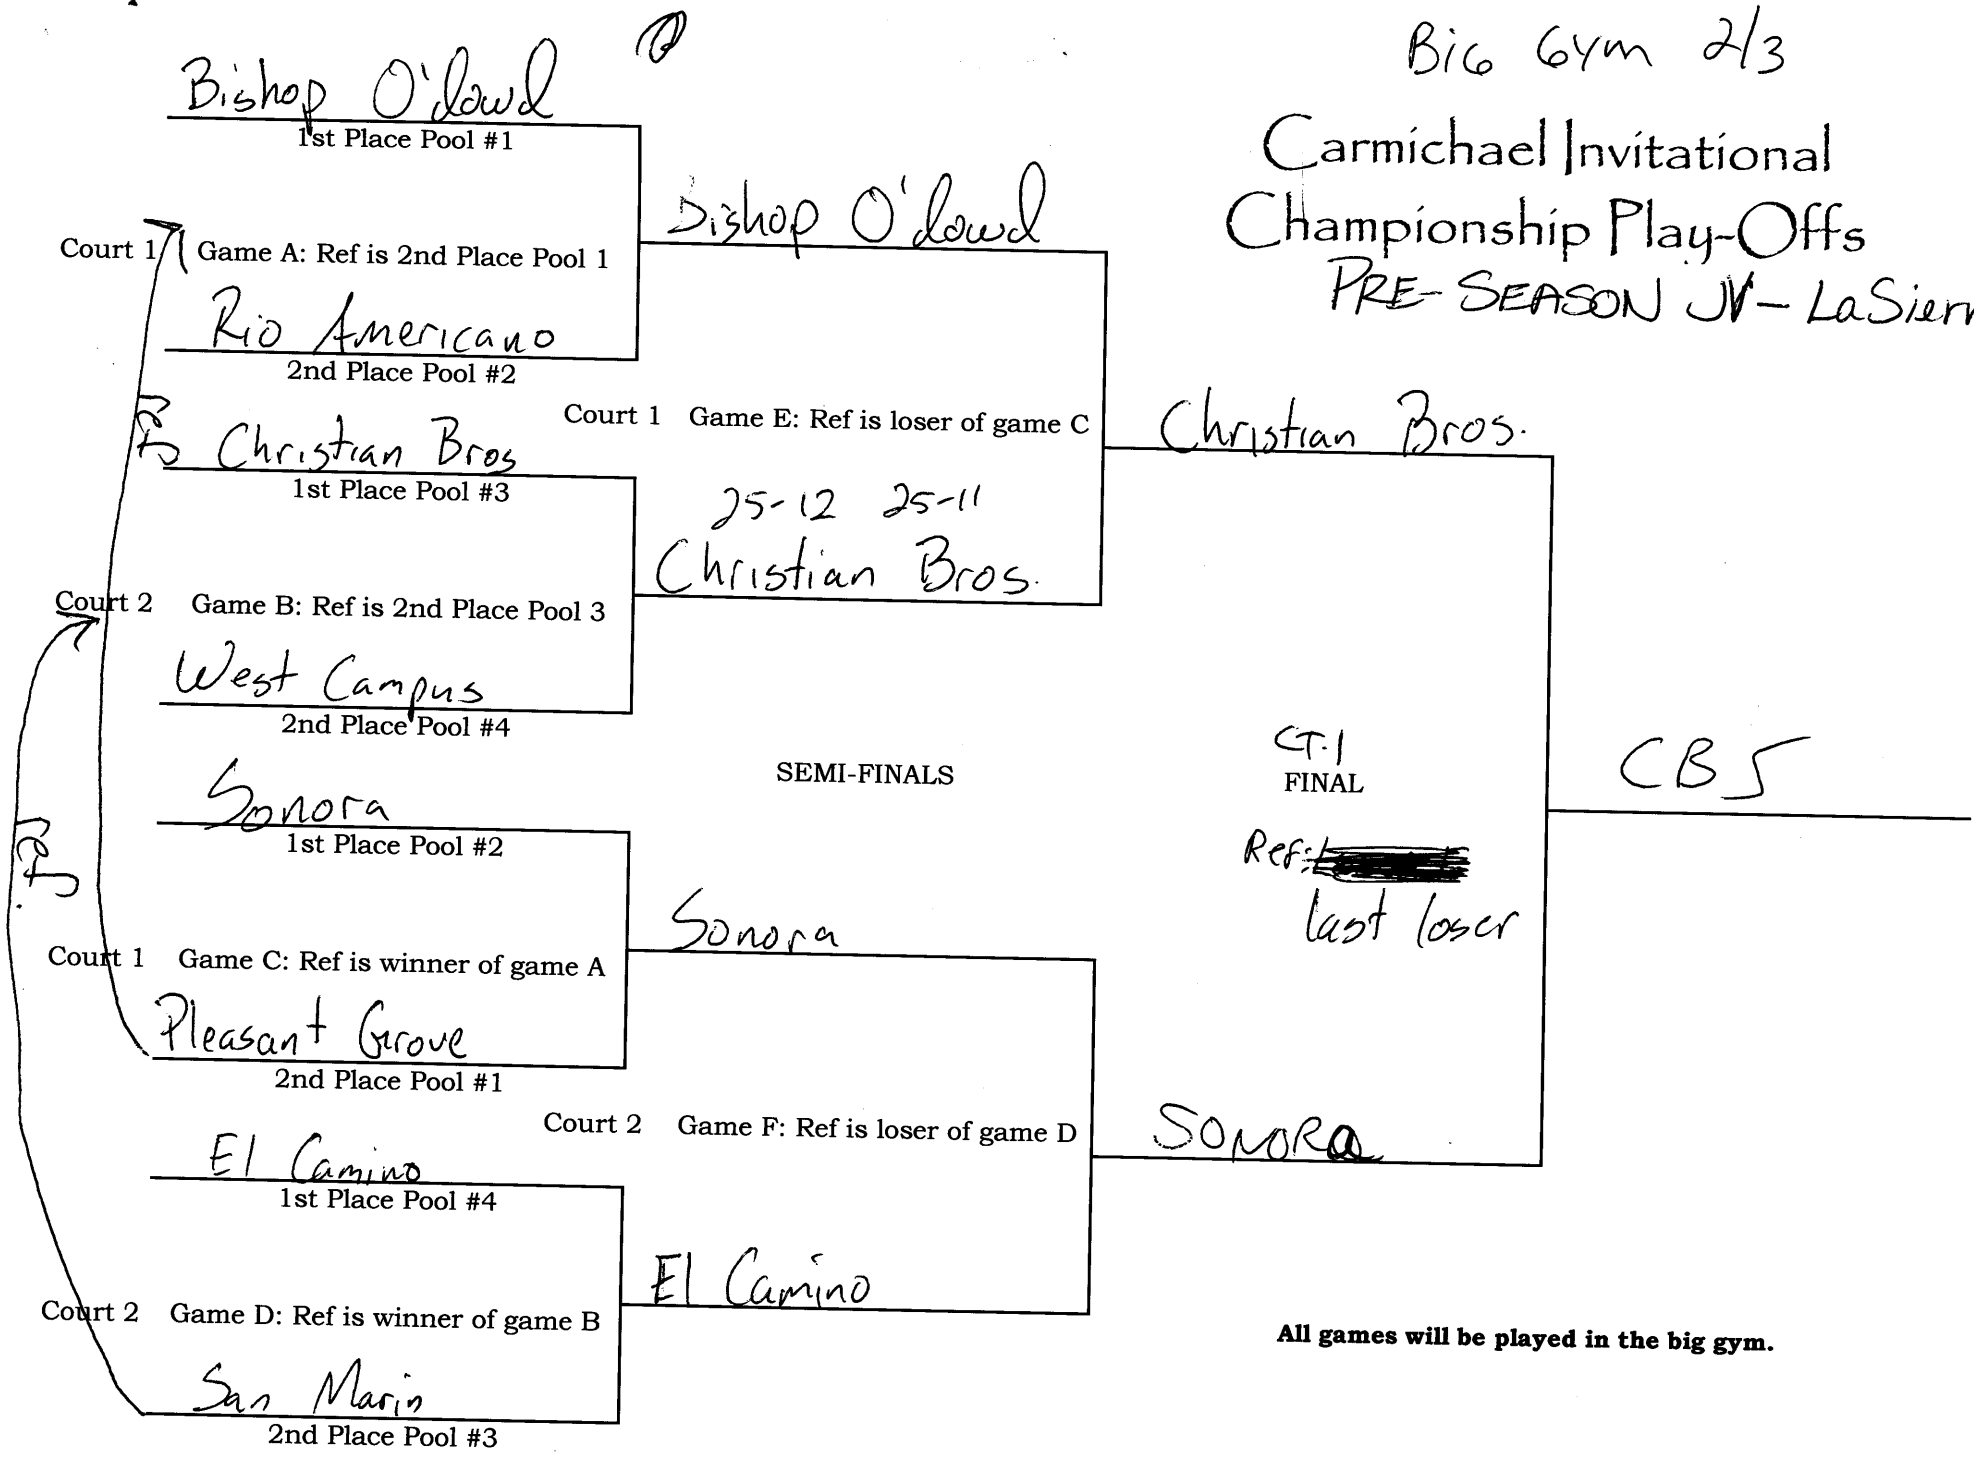 Big Gym 2/3
Carmichael Invitational
Championship Play-Offs
PRE-SEASON JV - LaSierr
Bishop O'dowd
1st Place Pool #1
Bishop O'dowd
Court 1 Game A: Ref is 2nd Place Pool 1
Rio Americano
2nd Place Pool #2
ref
Court 1 Game E: Ref is loser of game C
Christian Bros.
Christian Bros
1st Place Pool #3
25-12 25-11
Christian Bros.
Court 2 Game B: Ref is 2nd Place Pool 3
West Campus
2nd Place Pool #4
SEMI-FINALS
CT.1
FINAL
Ref:
last loser
Sonora
1st Place Pool #2
ref
Sonora
Court 1 Game C: Ref is winner of game A
Pleasant Grove
2nd Place Pool #1
Court 2 Game F: Ref is loser of game D
SONORa
El Camino
1st Place Pool #4
El Camino
Court 2 Game D: Ref is winner of game B
San Marin
2nd Place Pool #3
All games will be played in the big gym.